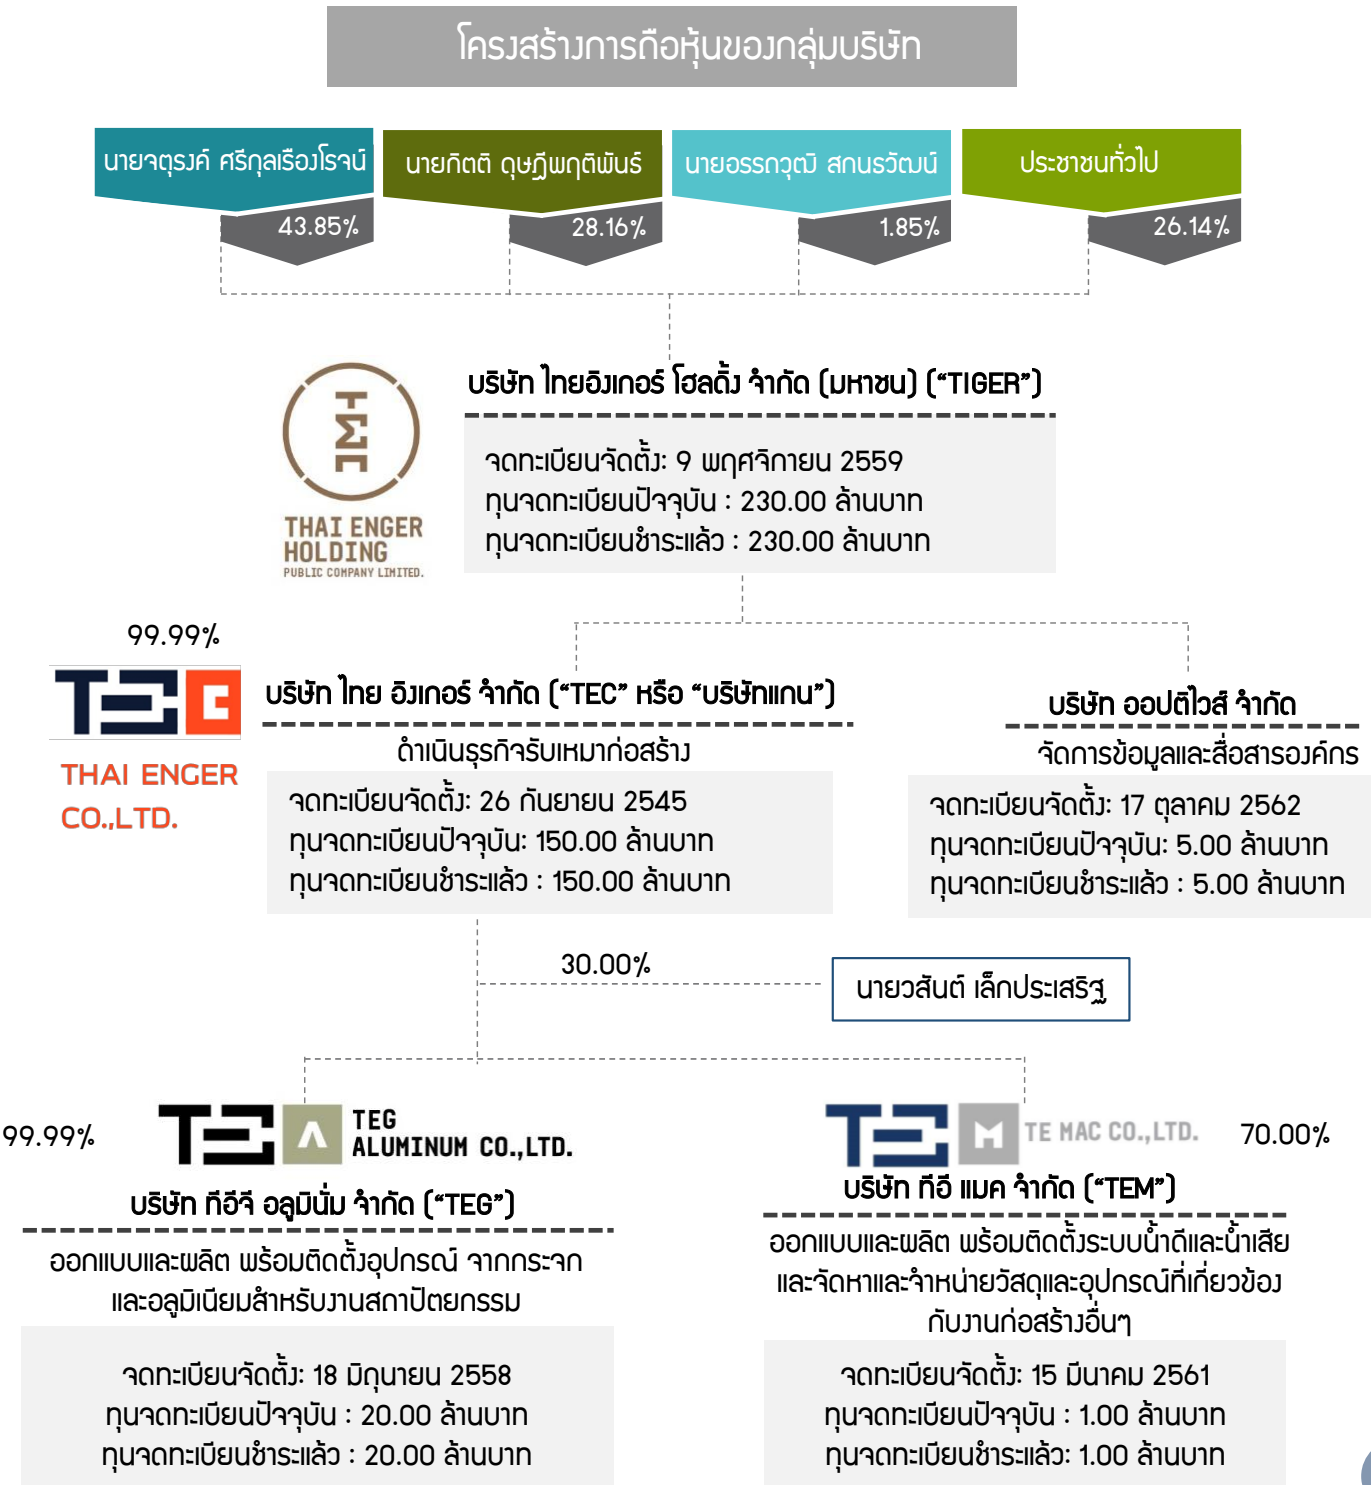 โครงสร้างการถือหุ้นของกลุ่มบริษัท
นายจตุรงค์ ศรีกุลเรืองโรจน์
นายกิตติ ดุษฎีพฤติพันธ์
นายอรรถวุฒิ สกนธวัฒน์
ประชาชนทั่วไป
43.85%
28.16%
1.85%
26.14%
บริษัท ไทยอิงเกอร์ โฮลดิ้ง จำกัด (มหาชน) (“TIGER”)
THAI ENGER
HOLDING
PUBLIC COMPANY LIMITED.
จดทะเบียนจัดตั้ง: 9 พฤศจิกายน 2559
ทุนจดทะเบียนปัจจุบัน : 230.00 ล้านบาท
ทุนจดทะเบียนชำระแล้ว : 230.00 ล้านบาท
99.99%
TEC
THAI ENGER
CO.,LTD.
บริษัท ไทย อิงเกอร์ จำกัด (“TEC” หรือ “บริษัทแกน”)
ดำเนินธุรกิจรับเหมาก่อสร้าง
จดทะเบียนจัดตั้ง: 26 กันยายน 2545
ทุนจดทะเบียนปัจจุบัน: 150.00 ล้านบาท
ทุนจดทะเบียนชำระแล้ว : 150.00 ล้านบาท
บริษัท ออปติไวส์ จำกัด
จัดการข้อมูลและสื่อสารองค์กร
จดทะเบียนจัดตั้ง: 17 ตุลาคม 2562
ทุนจดทะเบียนปัจจุบัน: 5.00 ล้านบาท
ทุนจดทะเบียนชำระแล้ว : 5.00 ล้านบาท
30.00%
นายวสันต์ เล็กประเสริฐ
99.99%
TEA
TEG
ALUMINUM CO.,LTD.
บริษัท ทีอีจี อลูมินั่ม จำกัด (“TEG”)
ออกแบบและผลิต พร้อมติดตั้งอุปกรณ์ จากกระจก
และอลูมิเนียมสำหรับงานสถาปัตยกรรม
จดทะเบียนจัดตั้ง: 18 มิถุนายน 2558
ทุนจดทะเบียนปัจจุบัน : 20.00 ล้านบาท
ทุนจดทะเบียนชำระแล้ว : 20.00 ล้านบาท
TEM
TE MAC CO.,LTD.
70.00%
บริษัท ทีอี แมค จำกัด (“TEM”)
ออกแบบและผลิต พร้อมติดตั้งระบบน้ำดีและน้ำเสีย
และจัดหาและจำหน่ายวัสดุและอุปกรณ์ที่เกี่ยวข้อง
กับงานก่อสร้างอื่นๆ
จดทะเบียนจัดตั้ง: 15 มีนาคม 2561
ทุนจดทะเบียนปัจจุบัน : 1.00 ล้านบาท
ทุนจดทะเบียนชำระแล้ว: 1.00 ล้านบาท